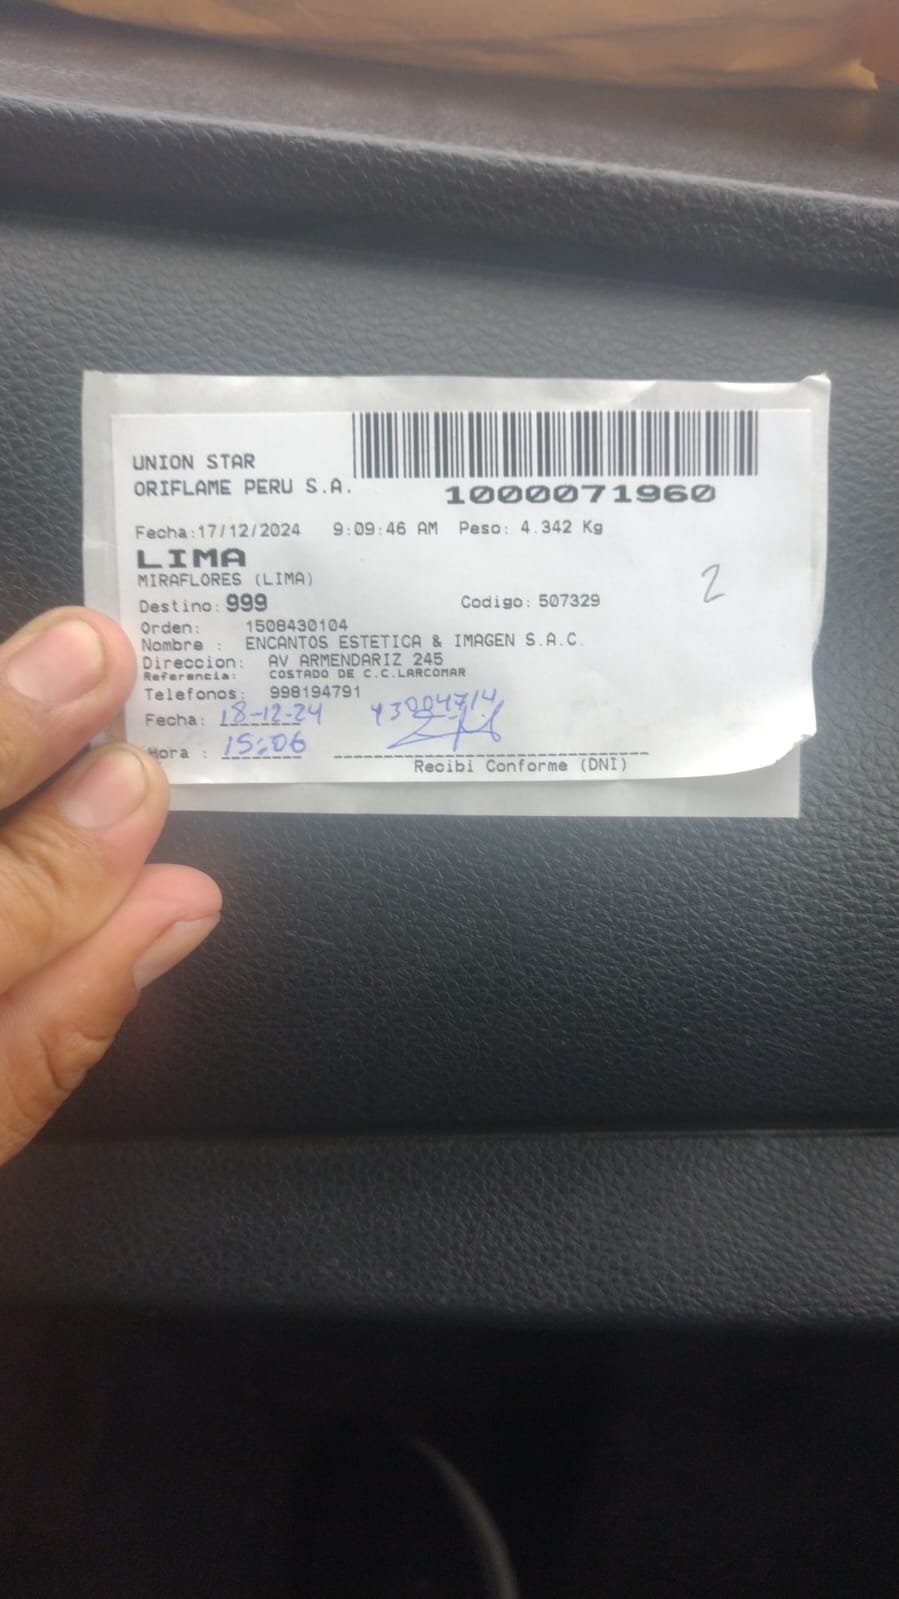 UNION STAR
ORIFLAME PERU S.A.
1000071960
Fecha:17/12/2024 9:09:46 AM Peso: 4.342 Kg
LIMA
MIRAFLORES (LIMA)
2
Destino: 999 Codigo: 507329
Orden: 1508430104
Nombre : ENCANTOS ESTETICA & IMAGEN S.A.C.
Direccion: AV ARMENDARIZ 245
Referencia: COSTADO DE C.C.LARCOMAR
Telefonos: 998194791
Fecha: 18-12-24
Hora : 15:06
Recibi Conforme (DNI)